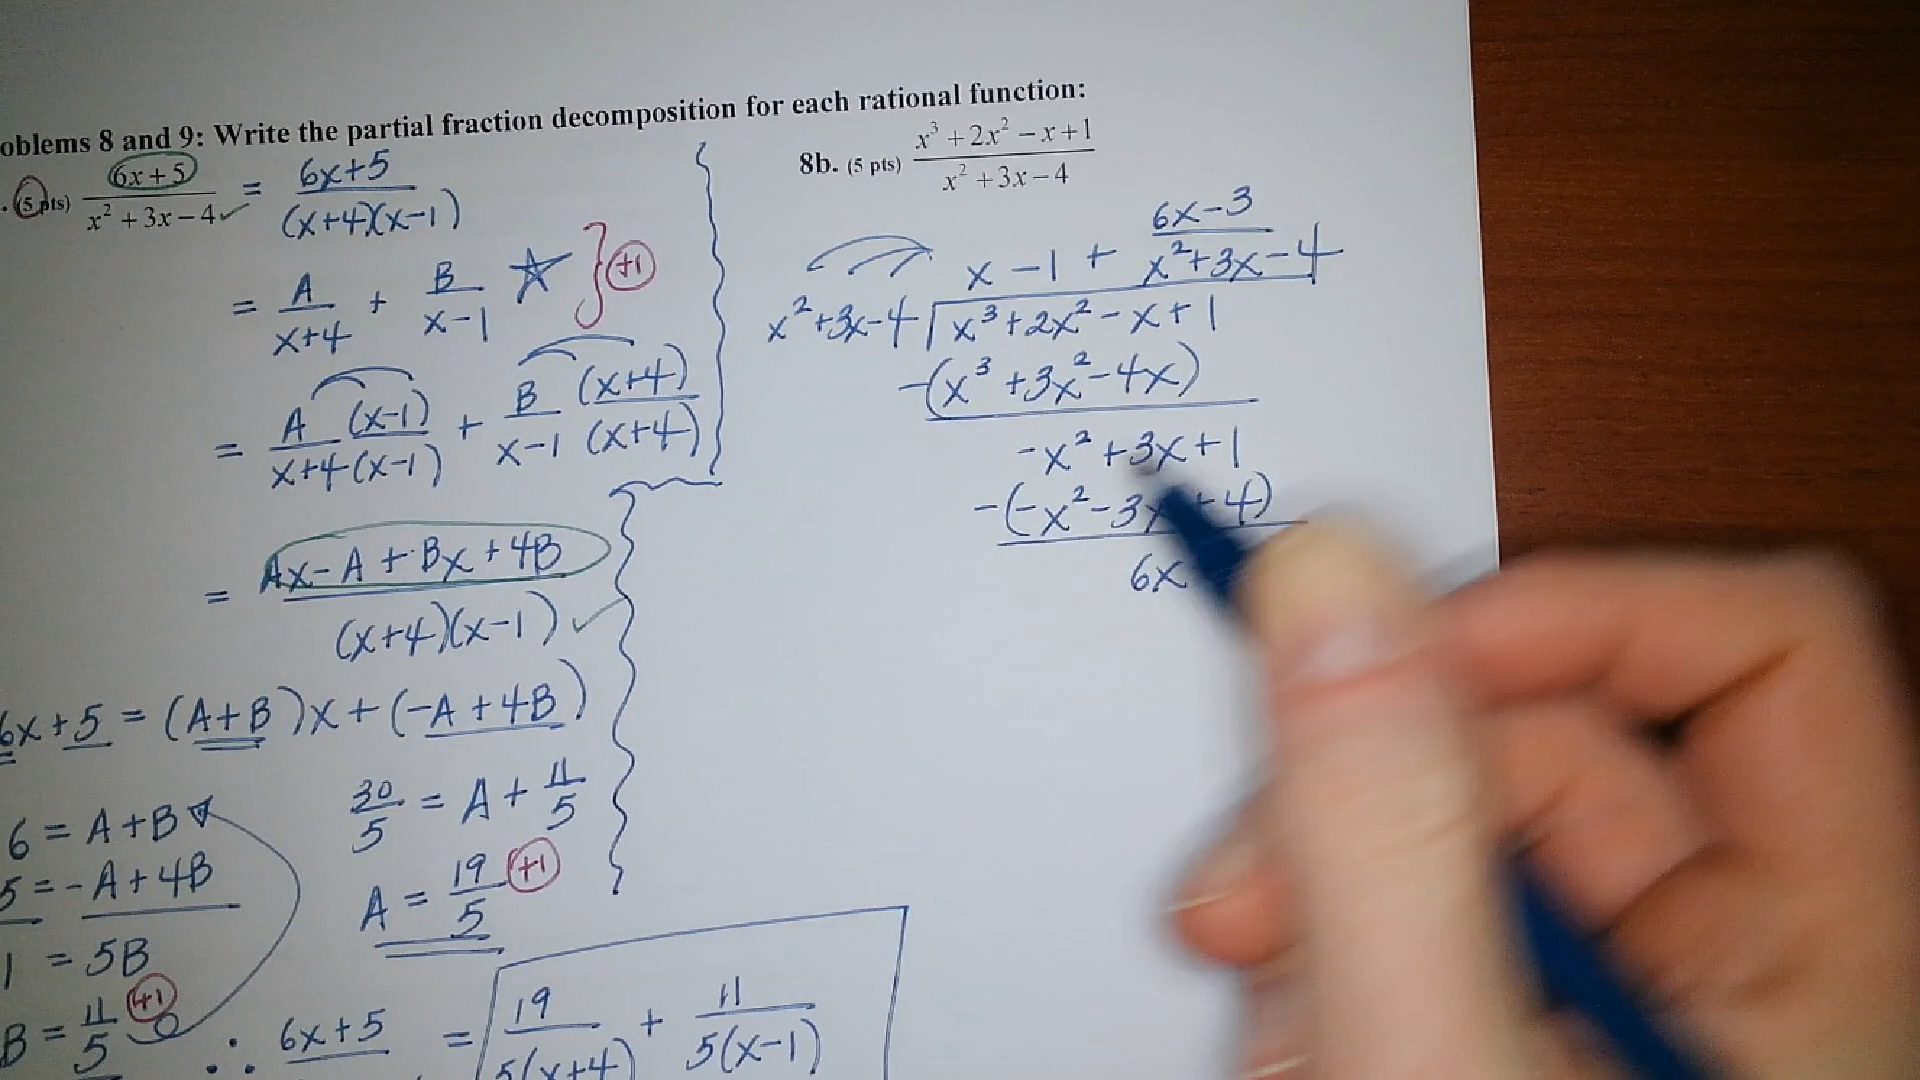 oblems 8 and 9: Write the partial fraction decomposition for each rational function:
. (5 pts) (6x+5)/(x²+3x−4) ✓ = (6x+5)/((x+4)(x−1))
= A/(x+4) + B/(x−1) ☆ } +1
= A(x−1)/(x+4(x−1)) + B(x+4)/(x−1(x+4))
= (Ax−A+Bx+4B)/((x+4)(x−1)) ✓
6x+5 = (A+B)x+(−A+4B)
6 = A+B
5 = −A+4B
1 = 5B
B = 11/5 +1
30/5 = A + 11/5
A = 19/5 +1
∴ 6x+5 = 19/(5(x+4)) + 11/(5(x−1))
8b. (5 pts) (x³+2x²−x+1)/(x²+3x−4)
x −1 + (6x−3)/(x²+3x−4)
x²+3x−4 x³+2x²−x+1
−(x³+3x²−4x)
−x²+3x+1
−(−x²−3x+4)
6x